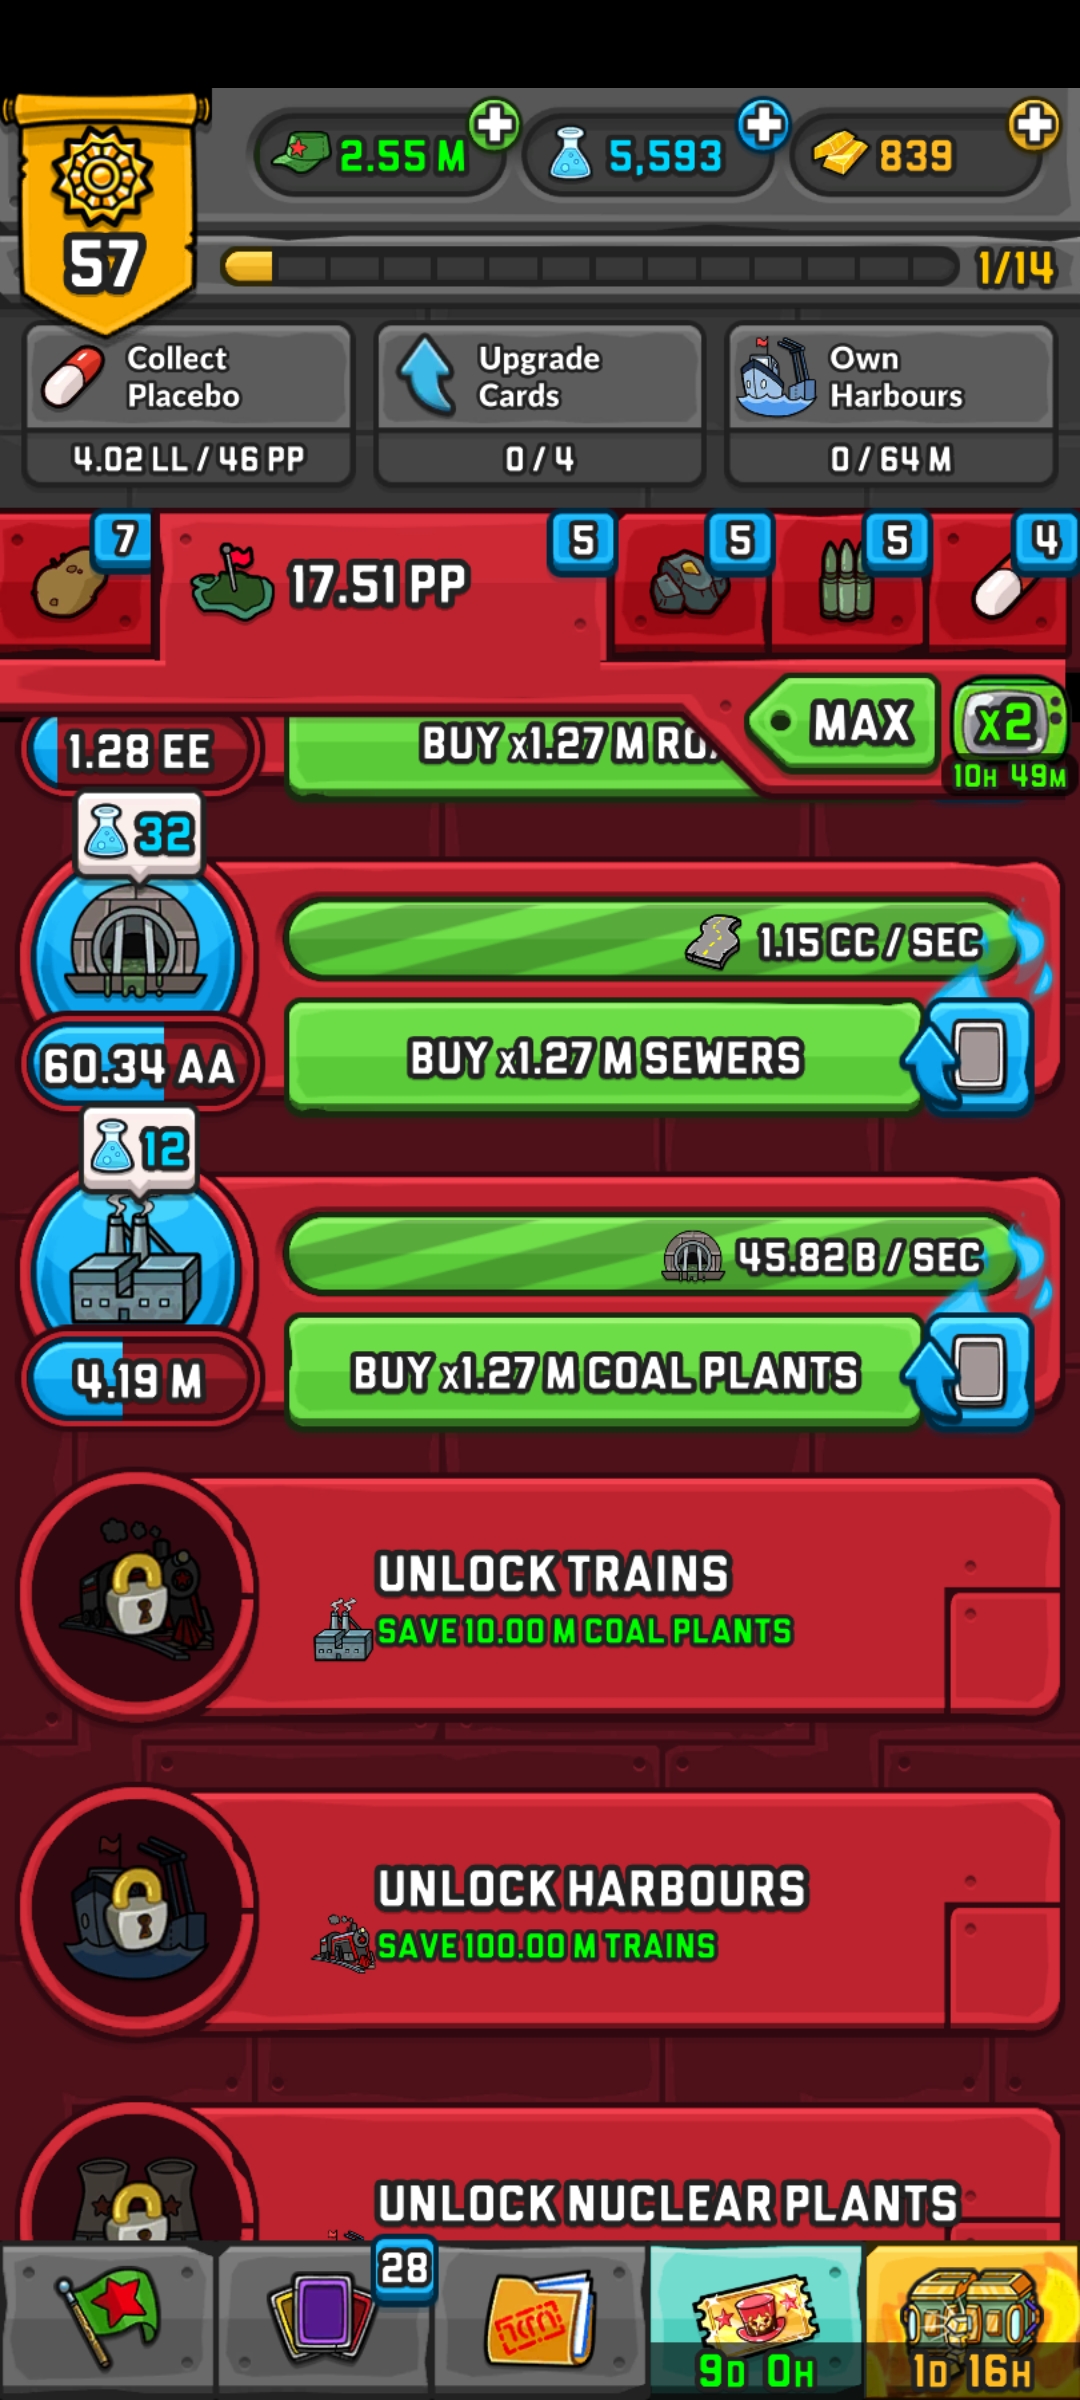 57
2.55 M
5,593
839
1/14
Collect
Placebo
4.02 LL / 46 PP
Upgrade
Cards
0 / 4
Own
Harbours
0 / 64 M
7
17.51 PP
5
5
5
4
MAX
x2
10H 49M
1.28 EE
BUY x1.27 M
32
1.15 CC / SEC
60.34 AA
BUY x1.27 M SEWERS
12
45.82 B / SEC
4.19 M
BUY x1.27 M COAL PLANTS
UNLOCK TRAINS
SAVE 10.00 M COAL PLANTS
UNLOCK HARBOURS
SAVE 100.00 M TRAINS
UNLOCK NUCLEAR PLANTS
28
9D 0H
1D 16H